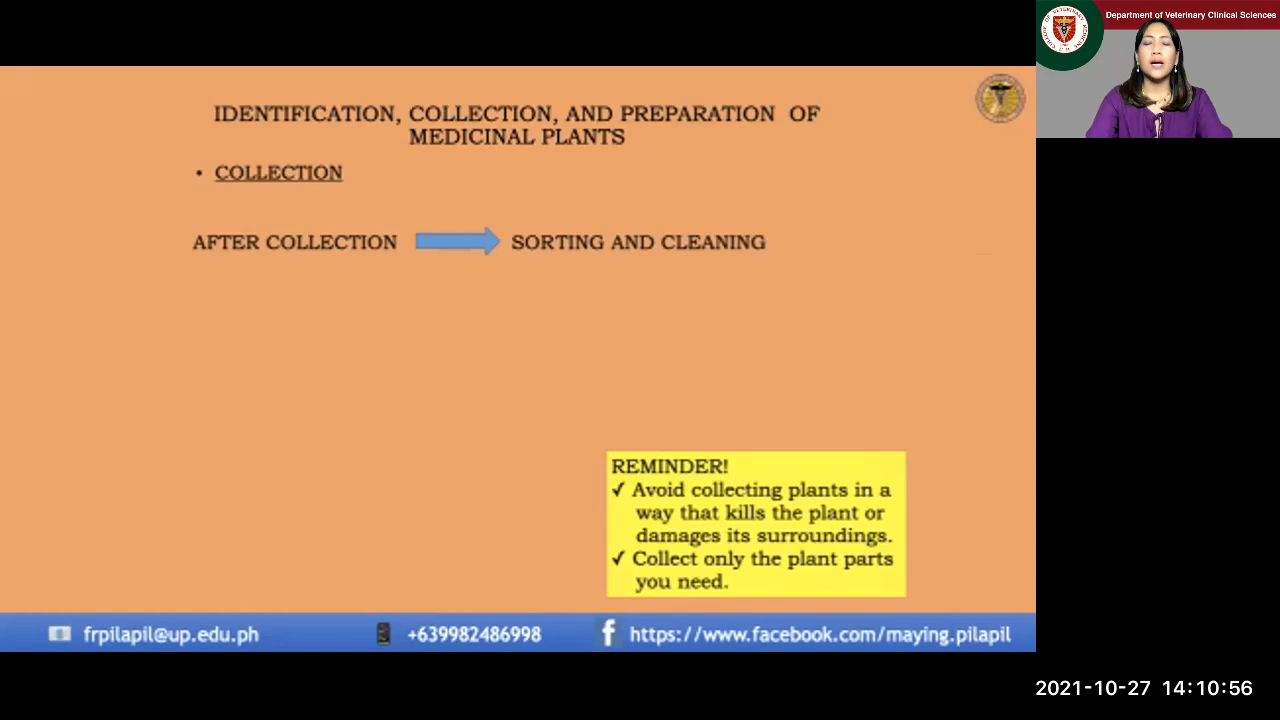 Department of Veterinary Clinical Sciences
IDENTIFICATION, COLLECTION, AND PREPARATION OF
MEDICINAL PLANTS
• COLLECTION
AFTER COLLECTION
SORTING AND CLEANING
REMINDER!
✓ Avoid collecting plants in a
way that kills the plant or
damages its surroundings.
✓ Collect only the plant parts
you need.
frpilapil@up.edu.ph
+639982486998
https://www.facebook.com/maying.pilapil
2021-10-27 14:10:56